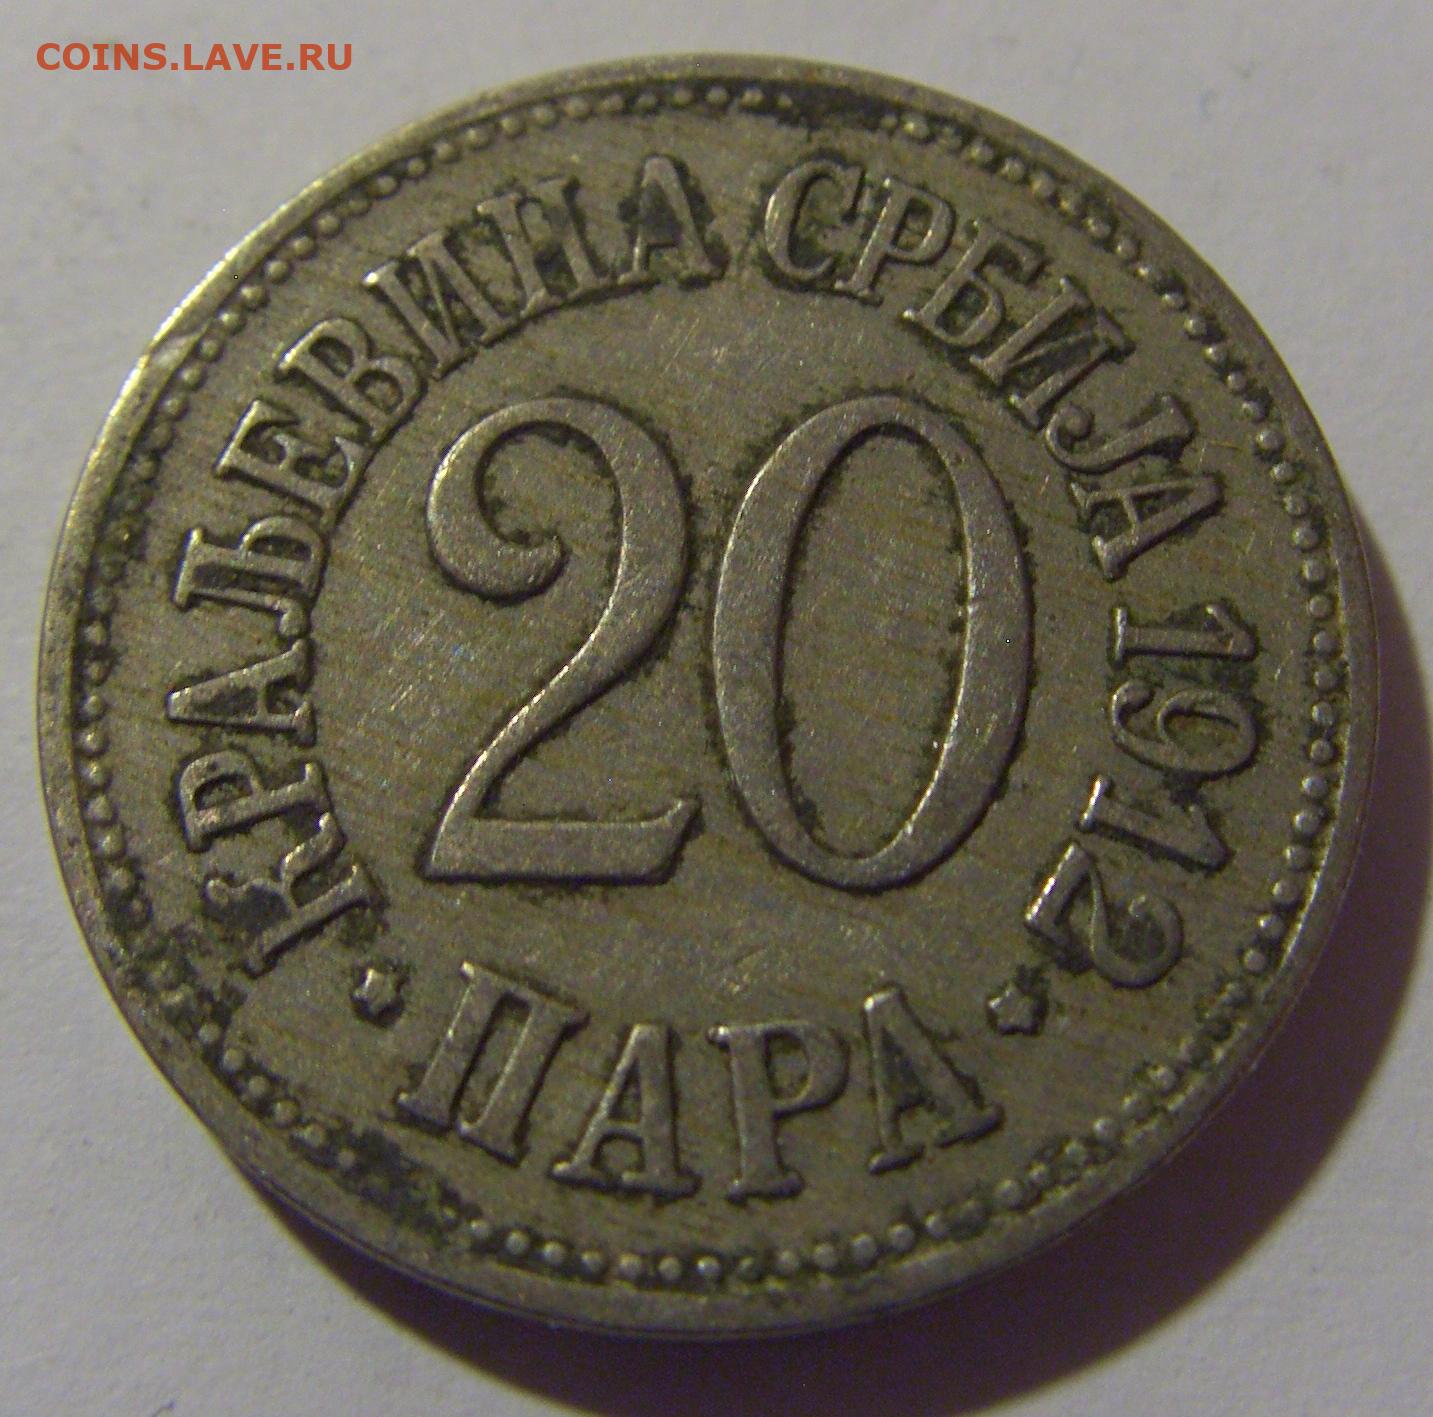 COINS.LAVE.RU
КРАЉЕВИНА СРБИЈА 1912
20
ПАРА